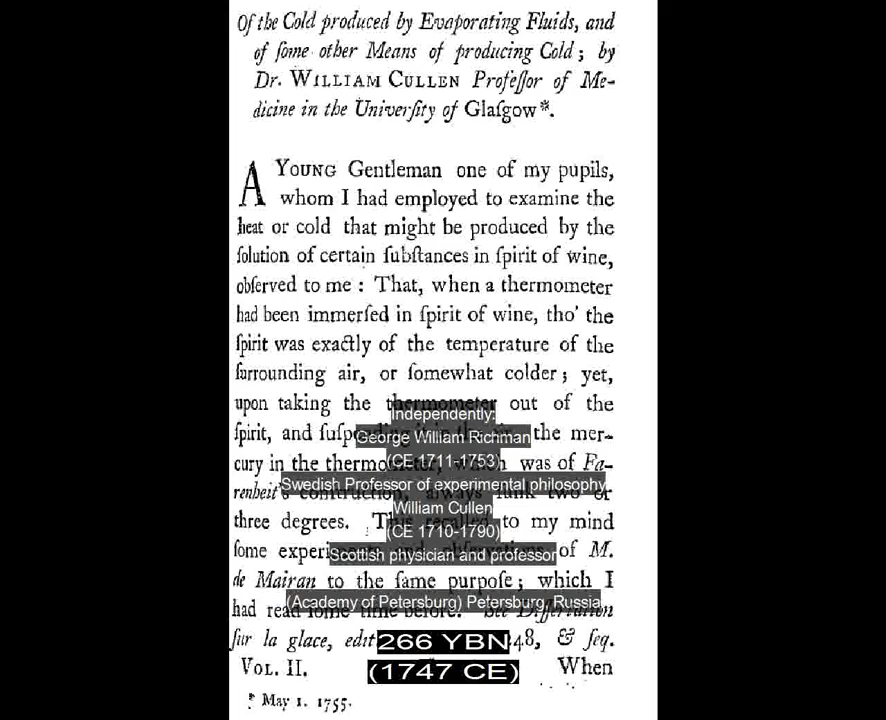 Of the Cold produced by Evaporating Fluids, and
of ſome other Means of producing Cold; by
Dr. WILLIAM CULLEN Profeſſor of Me-
dicine in the Univerſity of Glaſgow*.
A YOUNG Gentleman one of my pupils,
whom I had employed to examine the
heat or cold that might be produced by the
ſolution of certain ſubſtances in ſpirit of wine,
obſerved to me : That, when a thermometer
had been immerſed in ſpirit of wine, tho' the
ſpirit was exactly of the temperature of the
ſurrounding air, or ſomewhat colder; yet,
upon taking the thermometer out of the
Independently:
ſpirit, and the mer-
George William Richman
cury in the was of Fa-
(CE 1711-1753)
renheit's
Swedish Professor of experimental philosophy
William Cullen
three degrees. to my mind
(CE 1710-1790)
ſome of M.
Scottish physician and professor
de Mairan to the ſame purpoſe; which I
had
(Academy of Petersburg) Petersburg, Russia
ſur la glace, 48, & ſeq.
266 YBN
VOL. II. When
(1747 CE)
* May 1. 1755.